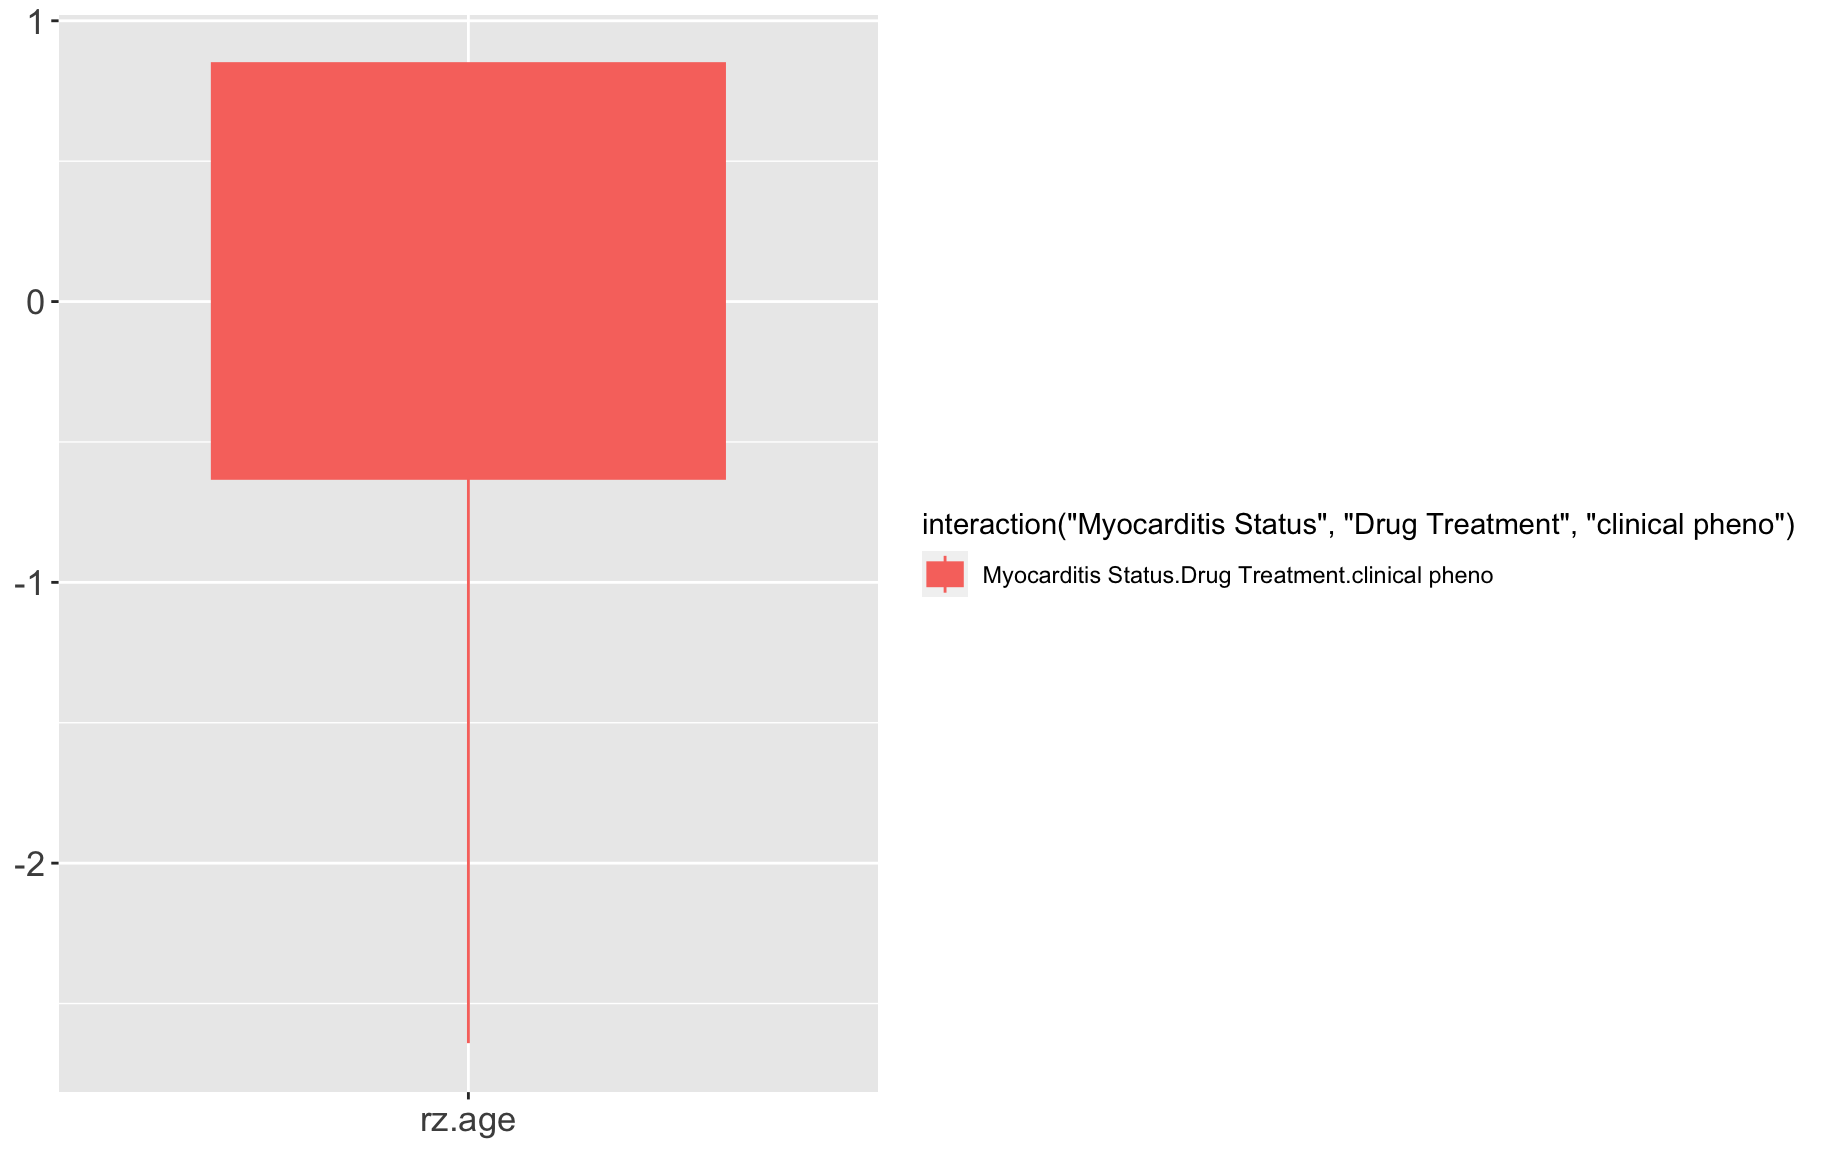 1
0
-1
-2
rz.age
interaction("Myocarditis Status", "Drug Treatment", "clinical pheno")
Myocarditis Status.Drug Treatment.clinical pheno